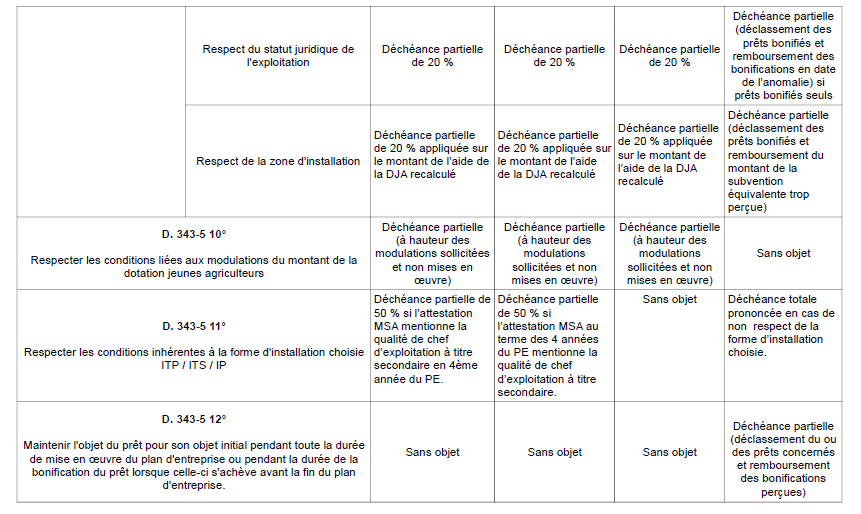 Respect du statut juridique de
l'exploitation
Déchéance partielle
de 20 %
Déchéance partielle
de 20 %
Déchéance partielle
de 20 %
Déchéance partielle
(déclassement des
prêts bonifiés et
remboursement des
bonifications en date
de l'anomalie) si
prêts bonifiés seuls
Respect de la zone d'installation
Déchéance partielle
de 20 % appliquée sur
le montant de l'aide de
la DJA recalculé
Déchéance partielle
de 20 % appliquée sur
le montant de l'aide
de la DJA recalculé
Déchéance partielle
de 20 % appliquée
sur le montant de
l'aide de la DJA
recalculé
Déchéance partielle
(déclassement des
prêts bonifiés et
remboursement du
montant de la
subvention
équivalente trop
perçue)
D. 343-5 10°
Respecter les conditions liées aux modulations du montant de la
dotation jeunes agriculteurs
Déchéance partielle
(à hauteur des
modulations sollicitées
et non mises en
œuvre)
Déchéance partielle
(à hauteur des
modulations
sollicitées et non
mises en œuvre)
Déchéance partielle
(à hauteur des
modulations
sollicitées et non
mises en œuvre)
Sans objet
D. 343-5 11°
Respecter les conditions inhérentes à la forme d'installation choisie
ITP / ITS / IP
Déchéance partielle de
50 % si l'attestation
MSA mentionne la
qualité de chef
d'exploitation à titre
secondaire en 4ème
année du PE.
Déchéance partielle
de 50 % si
l'attestation MSA au
terme des 4 années
du PE mentionne la
qualité de chef
d'exploitation à titre
secondaire.
Sans objet
Déchéance totale
prononcée en cas de
non respect de la
forme d'installation
choisie.
D. 343-5 12°
Maintenir l'objet du prêt pour son objet initial pendant toute la durée
de mise en œuvre du plan d'entreprise ou pendant la durée de la
bonification du prêt lorsque celle-ci s'achève avant la fin du plan
d'entreprise.
Sans objet
Sans objet
Sans objet
Déchéance partielle
(déclassement du ou
des prêts concernés
et remboursement
des bonifications
perçues)